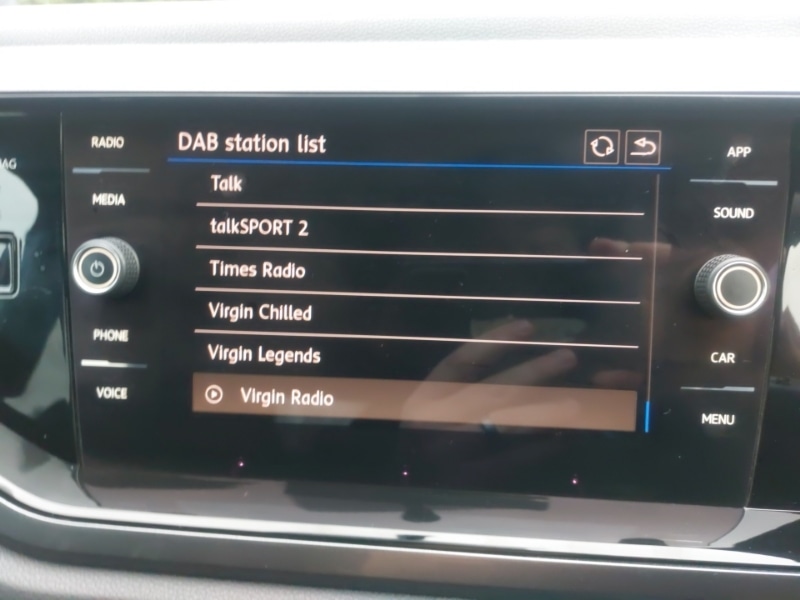 RADIO
DAB station list
APP
MEDIA
Talk
SOUND
talkSPORT 2
Times Radio
Virgin Chilled
PHONE
Virgin Legends
CAR
VOICE
Virgin Radio
MENU